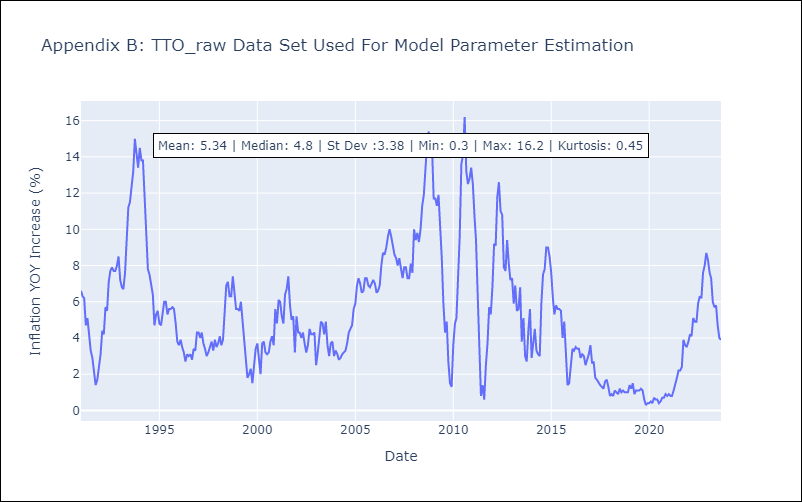 Appendix B: TTO_raw Data Set Used For Model Parameter Estimation
16
Mean: 5.34 | Median: 4.8 | St Dev :3.38 | Min: 0.3 | Max: 16.2 | Kurtosis: 0.45
14
12
10
8
6
4
2
0
Inflation YOY Increase (%)
1995 2000 2005 2010 2015 2020
Date